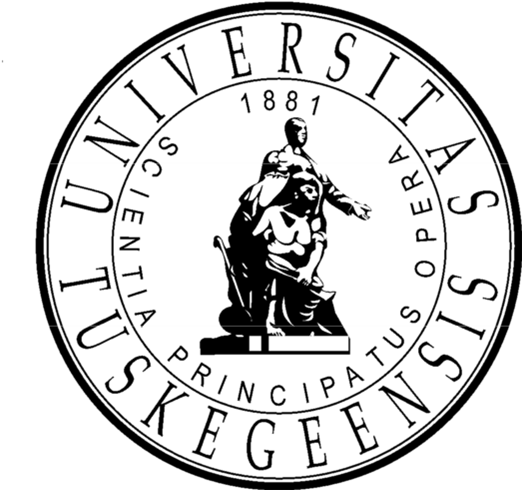 UNIVERSITAS
TUSKEGEENSIS
1881
SCIENTIA PRINCIPATUS OPERA